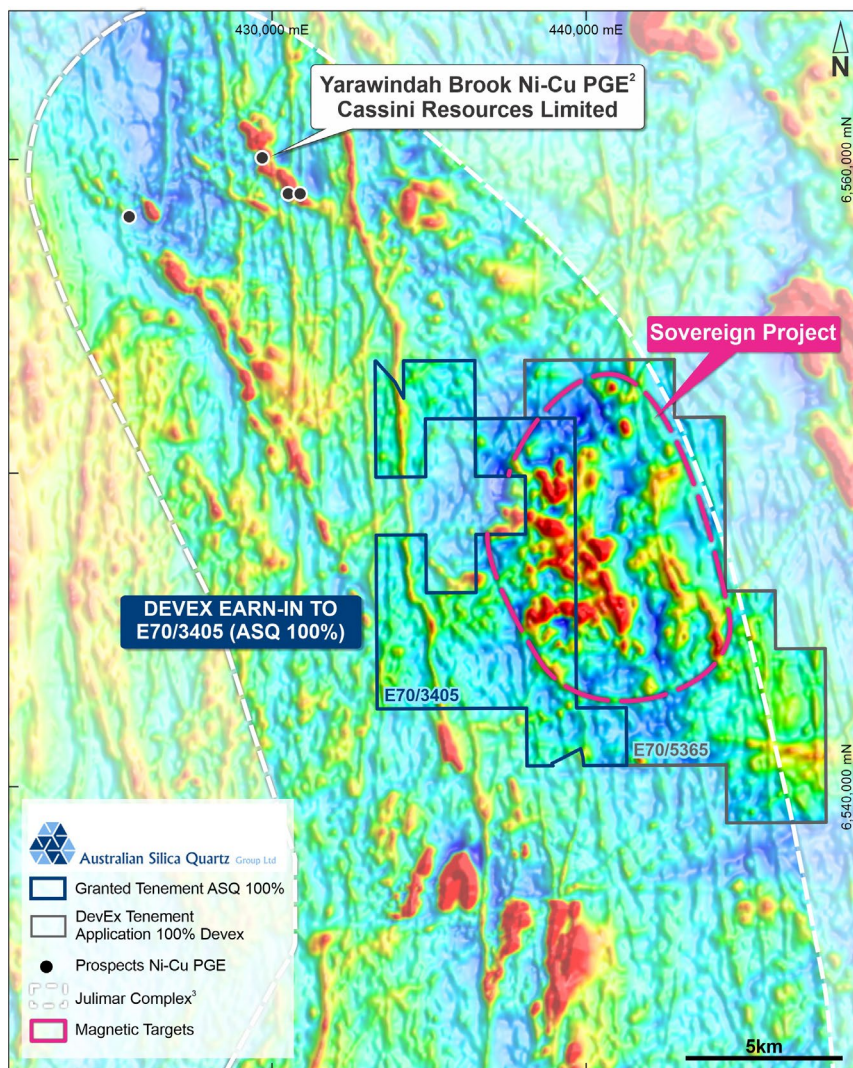 430,000 mE
440,000 mE
N
Yarawindah Brook Ni-Cu PGE²
Cassini Resources Limited
6,560,000 mN
Sovereign Project
DEVEX EARN-IN TO
E70/3405 (ASQ 100%)
E70/3405
E70/5365
6,540,000 mN
Australian Silica Quartz Group Ltd
Granted Tenement ASQ 100%
DevEx Tenement
Application 100% Devex
Prospects Ni-Cu PGE
Julimar Complex³
Magnetic Targets
5km